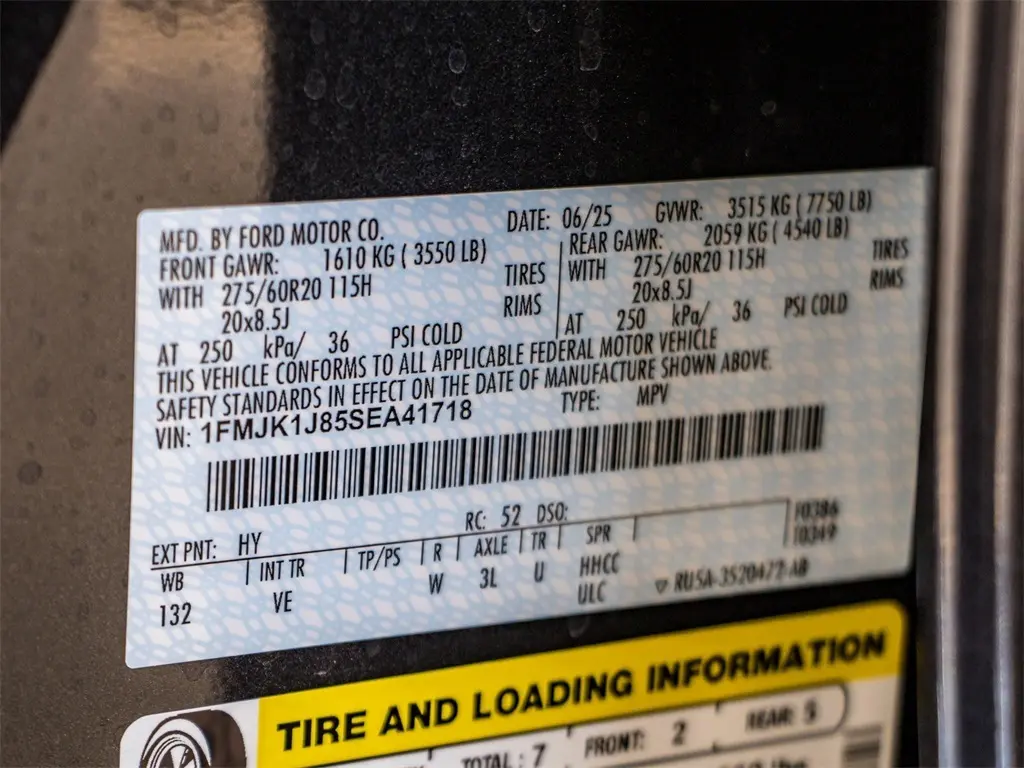 MFD. BY FORD MOTOR CO. DATE: 06/25 GVWR: 3515 KG ( 7750 LB)
FRONT GAWR: 1610 KG ( 3550 LB) REAR GAWR: 2059 KG ( 4540 LB)
WITH 275/60R20 115H TIRES WITH 275/60R20 115H TIRES
20x8.5J RIMS 20x8.5J RIMS
AT 250 kPa/ 36 PSI COLD AT 250 kPa/ 36 PSI COLD
THIS VEHICLE CONFORMS TO ALL APPLICABLE FEDERAL MOTOR VEHICLE
SAFETY STANDARDS IN EFFECT ON THE DATE OF MANUFACTURE SHOWN ABOVE.
VIN: 1FMJK1J85SEA41718 TYPE: MPV
EXT PNT: HY RC: 52 DSO: F0386
WB INT TR TP/PS R AXLE TR SPR
132 VE W 3L U HHCC
ULC
TIRE AND LOADING INFORMATION
TOTAL: 7 FRONT: 2 REAR: 5